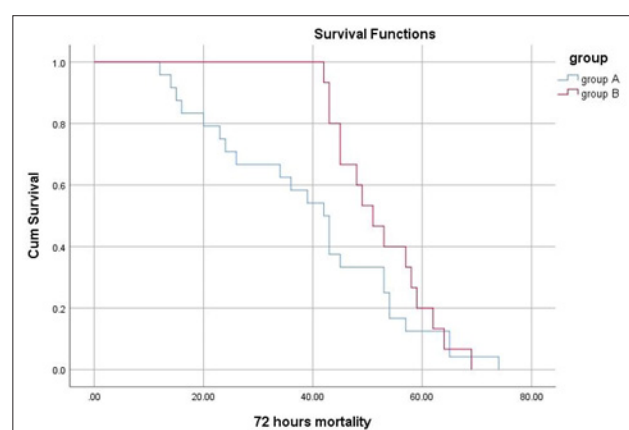 Survival Functions
group
group A
group B
Cum Survival
1.0
0.8
0.6
0.4
0.2
0.0
.00 20.00 40.00 60.00 80.00
72 hours mortality